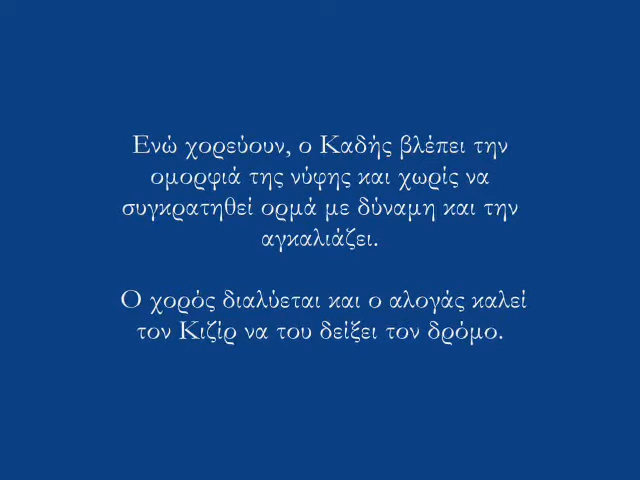 Ενώ χορεύουν, ο Καδής βλέπει την
ομορφιά της νύφης και χωρίς να
συγκρατηθεί ορμά με δύναμη και την
αγκαλιάζει.
Ο χορός διαλύεται και ο αλογάς καλεί
τον Κιζίρ να του δείξει τον δρόμο.